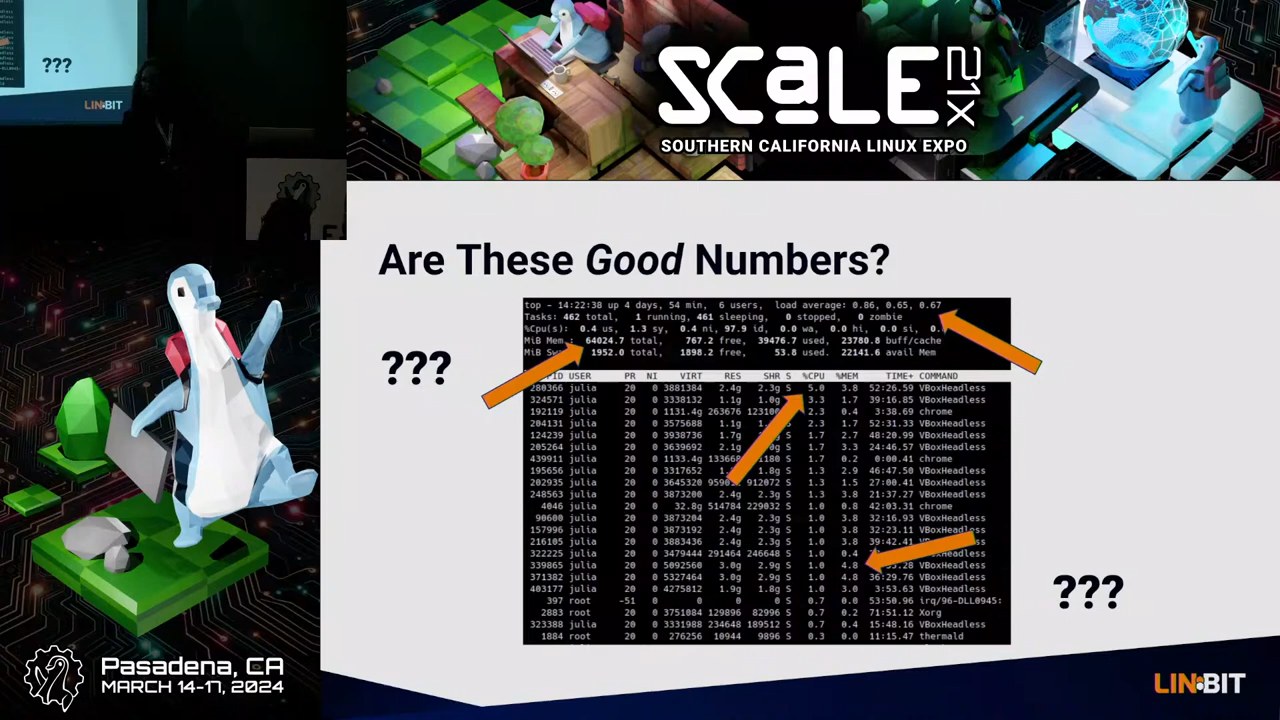 ???
LINBIT
SCALE 21X
SOUTHERN CALIFORNIA LINUX EXPO
Are These Good Numbers?
???
top - 14:22:38 up 4 days, 54 min, 6 users, load average: 0.86, 0.65, 0.67
Tasks: 462 total, 1 running, 461 sleeping, 0 stopped, 0 zombie
%Cpu(s): 0.4 us, 1.3 sy, 0.4 ni, 97.9 id, 0.0 wa, 0.0 hi, 0.0 si,
MiB Mem : 64024.7 total, 767.2 free, 39476.7 used. 23780.8 buff/cache
MiB 1952.0 total, 1898.2 free, 53.8 used. 22141.6 avail Mem
PID USER PR NI VIRT RES SHR S %CPU %MEM TIME+ COMMAND
280366 julia 20 0 3881384 2.4g 2.3g S 5.0 3.8 52:26.59 VBoxHeadless
324571 julia 20 0 3338132 1.1g 1.0g S 3.3 1.7 39:16.85 VBoxHeadless
192119 julia 20 0 1131.4g 263676 S 2.3 0.4 3:38.69 chrome
204131 julia 20 0 3575688 1.1g S 2.3 1.7 52:31.33 VBoxHeadless
124239 julia 20 0 3938736 1.7g S 1.7 2.7 48:20.99 VBoxHeadless
205264 julia 20 0 3639692 2.1g S 1.7 3.3 24:46.57 VBoxHeadless
439911 julia 20 0 1133.4g S 1.7 0.2 0:00.41 chrome
195656 julia 20 0 3317652 1.8g S 1.3 2.9 46:47.50 VBoxHeadless
202935 julia 20 0 3645320 912072 S 1.3 1.5 27:00.41 VBoxHeadless
248563 julia 20 0 3873200 2.4g 2.3g S 1.3 3.8 21:37.27 VBoxHeadless
4046 julia 20 0 32.8g 514784 229032 S 1.0 0.8 42:03.31 chrome
90600 julia 20 0 3873204 2.4g 2.3g S 1.0 3.8 32:16.93 VBoxHeadless
157996 julia 20 0 3873192 2.4g 2.3g S 1.0 3.8 32:23.11 VBoxHeadless
216105 julia 20 0 3883436 2.4g 2.3g S 1.0 3.8 39:42.41 VBoxHeadless
322225 julia 20 0 3479444 291464 246648 S 1.0 0.4 VBoxHeadless
339865 julia 20 0 5092560 3.0g 2.9g S 1.0 4.8 VBoxHeadless
371382 julia 20 0 5327464 3.0g 2.9g S 1.0 4.8 36:29.76 VBoxHeadless
403177 julia 20 0 4275812 1.9g 1.8g S 1.0 3.0 3:53.63 VBoxHeadless
397 root -51 0 0 0 0 S 0.7 0.0 53:50.96 irq/96-DLL0945:
2883 root 20 0 3751084 129896 82996 S 0.7 0.2 71:51.12 Xorg
323388 julia 20 0 3331988 234648 189512 S 0.7 0.4 15:48.16 VBoxHeadless
1884 root 20 0 276256 10944 9896 S 0.3 0.0 11:15.47 thermald
???
Pasadena, CA
MARCH 14-17, 2024
LINBIT